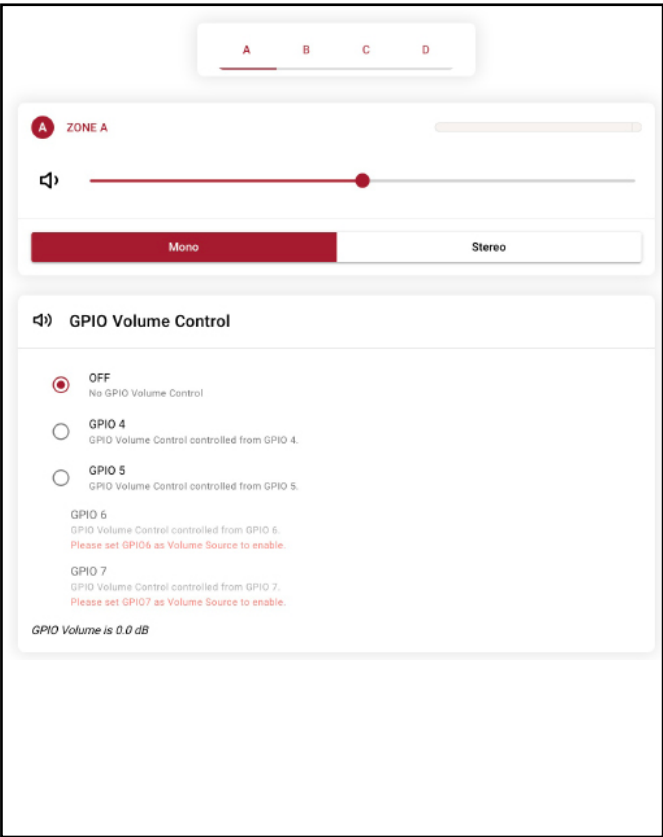 A B C D
A ZONE A
Mono Stereo
GPIO Volume Control
OFF
No GPIO Volume Control
GPIO 4
GPIO Volume Control controlled from GPIO 4.
GPIO 5
GPIO Volume Control controlled from GPIO 5.
GPIO 6
GPIO Volume Control controlled from GPIO 6.
Please set GPIO6 as Volume Source to enable.
GPIO 7
GPIO Volume Control controlled from GPIO 7.
Please set GPIO7 as Volume Source to enable.
GPIO Volume is 0.0 dB